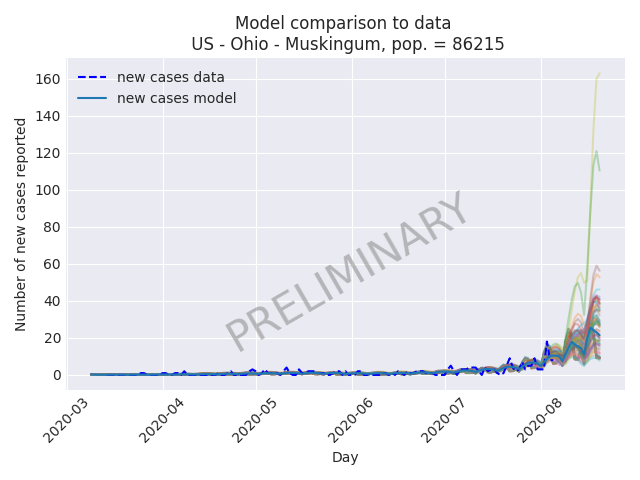 Model comparison to data
US - Ohio - Muskingum, pop. = 86215
new cases data
new cases model
Number of new cases reported
160
140
120
100
80
60
40
20
0
PRELIMINARY
2020-03
2020-04
2020-05
2020-06
2020-07
2020-08
Day